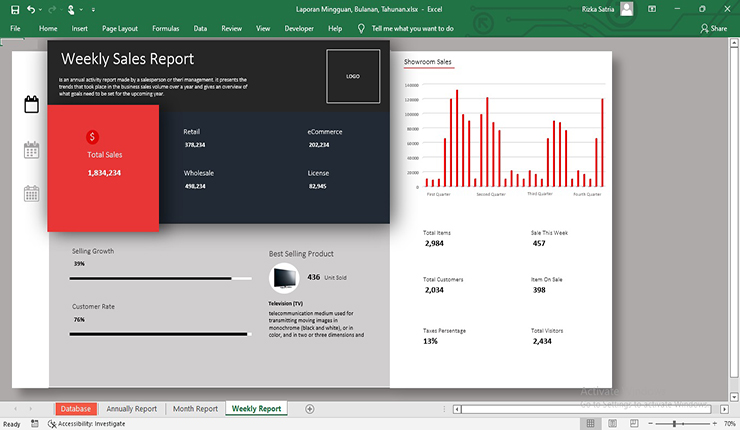 Laporan Mingguan, Bulanan, Tahunan.xlsx - Excel
Rizka Satria
File Home Insert Page Layout Formulas Data Review View Developer Help Tell me what you want to do Share
Weekly Sales Report
is an annual activity report made by a salesperson or theri management. it presents the
trends that took place in the business sales volume over a year and gives an overview of
what goals need to be set for the upcoming year.
LOGO
$
Total Sales
1,834,234
Retail
378,234
eCommerce
202,234
Wholesale
498,234
License
82,945
Showroom Sales
140000
120000
100000
80000
60000
40000
20000
0
First Quarter Second Quarter Third Quarter Fourth Quarter
Selling Growth
39%
Customer Rate
76%
Best Selling Product
436 Unit Sold
Television (TV)
telecommunication medium used for
transmitting moving images in
monochrome (black and white), or in
color, and in two or three dimensions and
Total Items
2,984
Sale This Week
457
Total Customers
2,034
Item On Sale
398
Taxes Persentage
13%
Total Visitors
2,434
Activate
Go to Settings to activate Windows.
Database Annually Report Month Report Weekly Report
Ready Accessibility: Investigate 70%